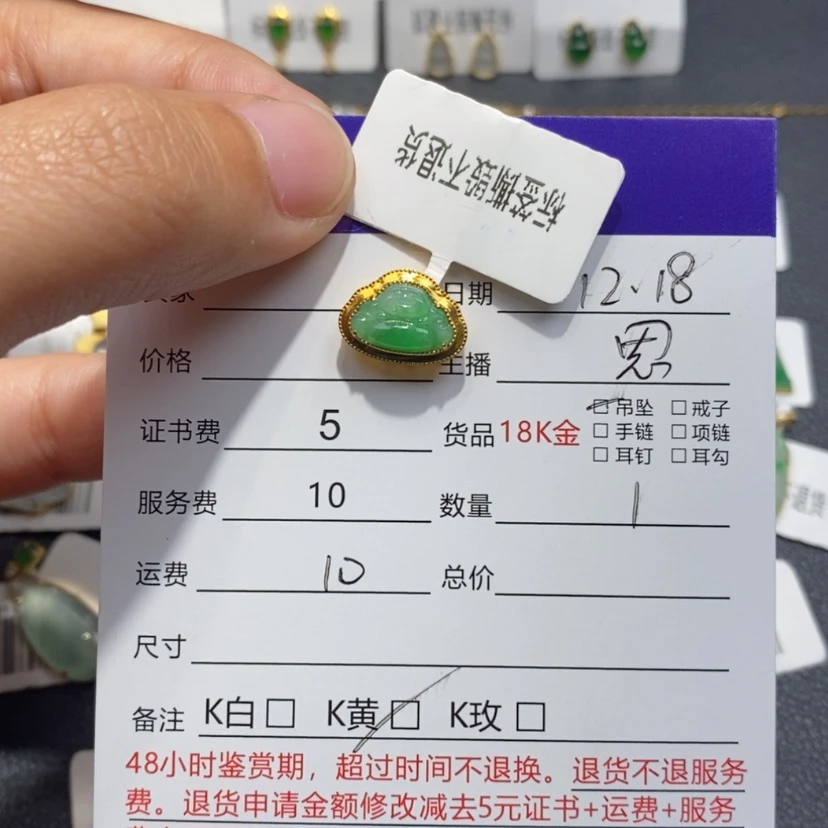 标签撕毁不退货
日期 12.18
价格
主播 思
证书费 5
货品 18K金 □吊坠 □戒子
□手链 □项链
□耳钉 □耳勾
服务费 10
数量 1
运费 10
总价
尺寸
备注 K白□ K黄□ K玫□
48小时鉴赏期，超过时间不退换。退货不退服务
费。退货申请金额修改减去5元证书+运费+服务